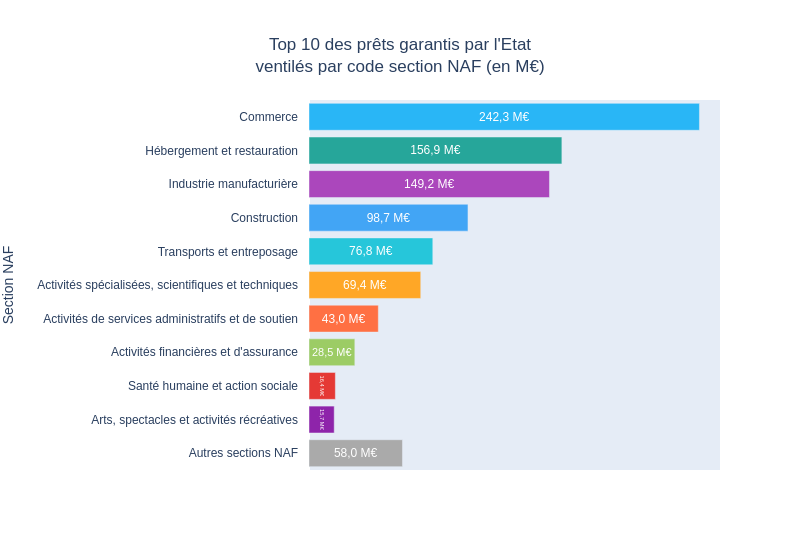 Top 10 des prêts garantis par l'Etat
ventilés par code section NAF (en M€)
Section NAF
Commerce 242,3 M€
Hébergement et restauration 156,9 M€
Industrie manufacturière 149,2 M€
Construction 98,7 M€
Transports et entreposage 76,8 M€
Activités spécialisées, scientifiques et techniques 69,4 M€
Activités de services administratifs et de soutien 43,0 M€
Activités financières et d'assurance 28,5 M€
Santé humaine et action sociale
Arts, spectacles et activités récréatives 15,7 M€
Autres sections NAF 58,0 M€